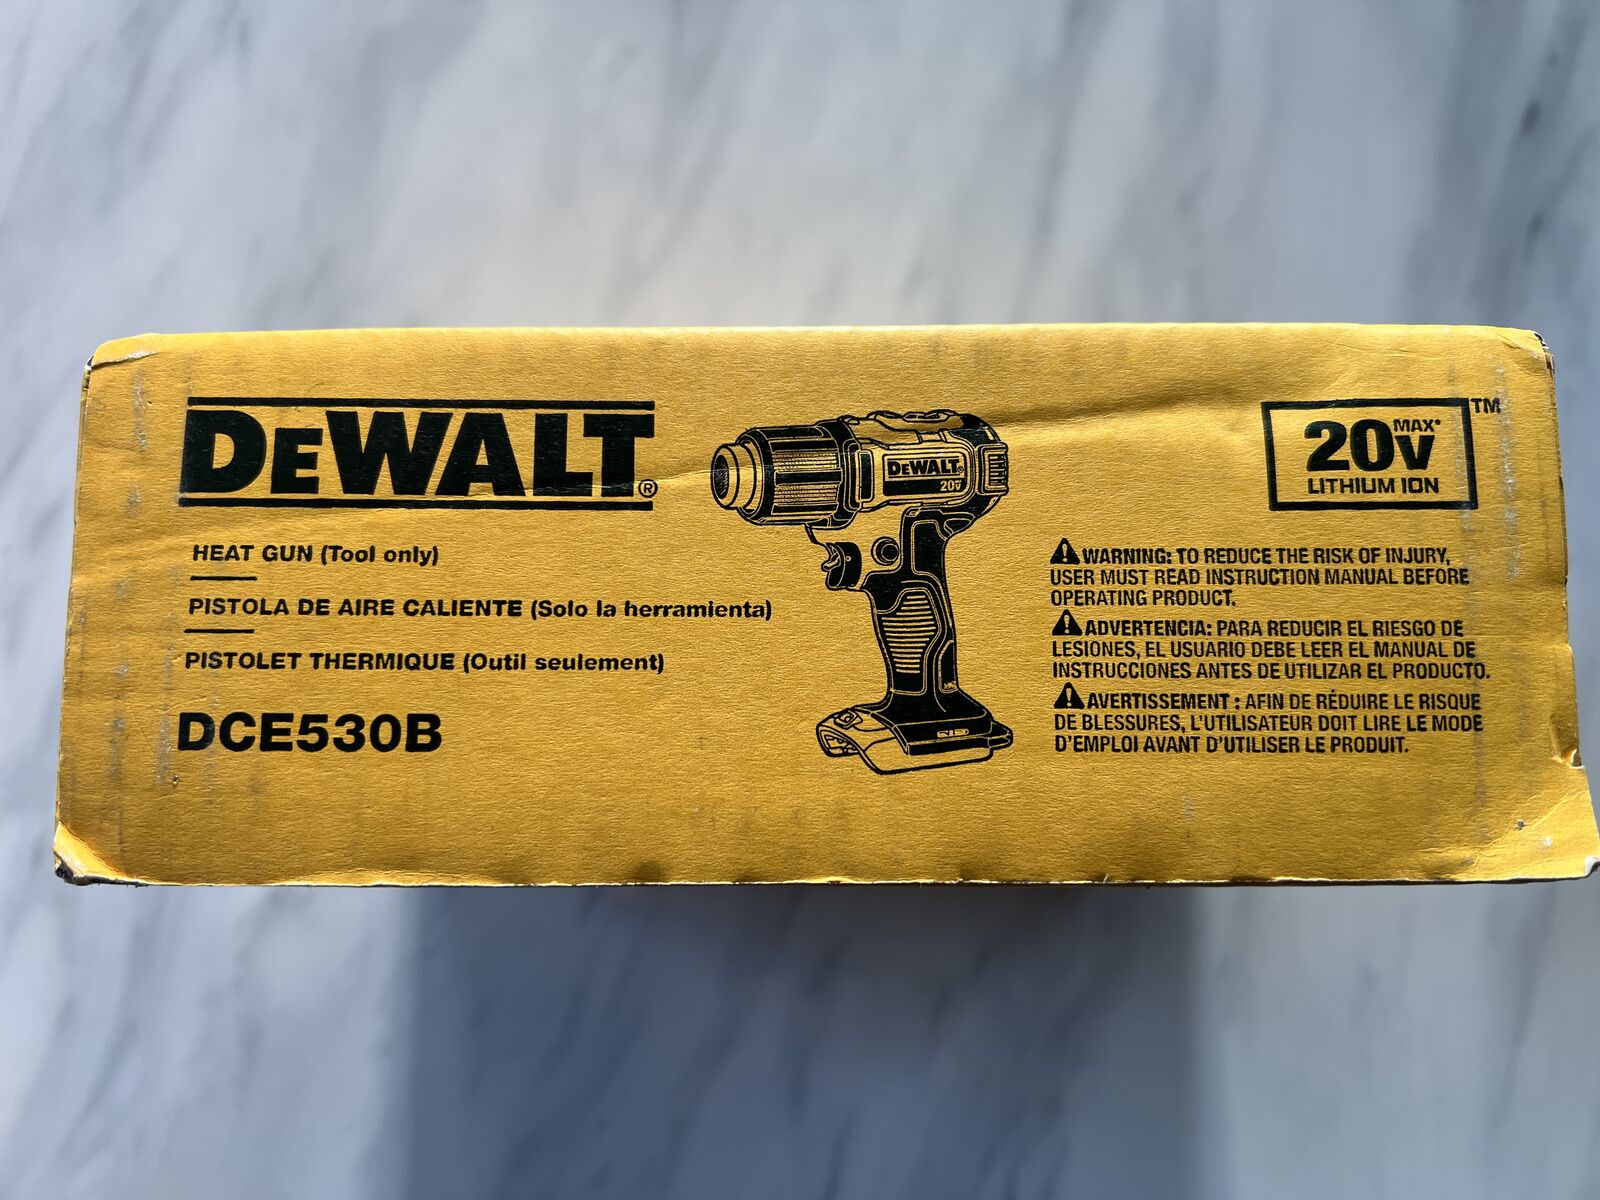 DEWALT®
HEAT GUN (Tool only)
PISTOLA DE AIRE CALIENTE (Solo la herramienta)
PISTOLET THERMIQUE (Outil seulement)
DCE530B
DEWALT®
20V
20V MAX* ™
LITHIUM ION
⚠WARNING: TO REDUCE THE RISK OF INJURY,
USER MUST READ INSTRUCTION MANUAL BEFORE
OPERATING PRODUCT.
⚠ADVERTENCIA: PARA REDUCIR EL RIESGO DE
LESIONES, EL USUARIO DEBE LEER EL MANUAL DE
INSTRUCCIONES ANTES DE UTILIZAR EL PRODUCTO.
⚠AVERTISSEMENT : AFIN DE RÉDUIRE LE RISQUE
DE BLESSURES, L'UTILISATEUR DOIT LIRE LE MODE
D'EMPLOI AVANT D'UTILISER LE PRODUIT.